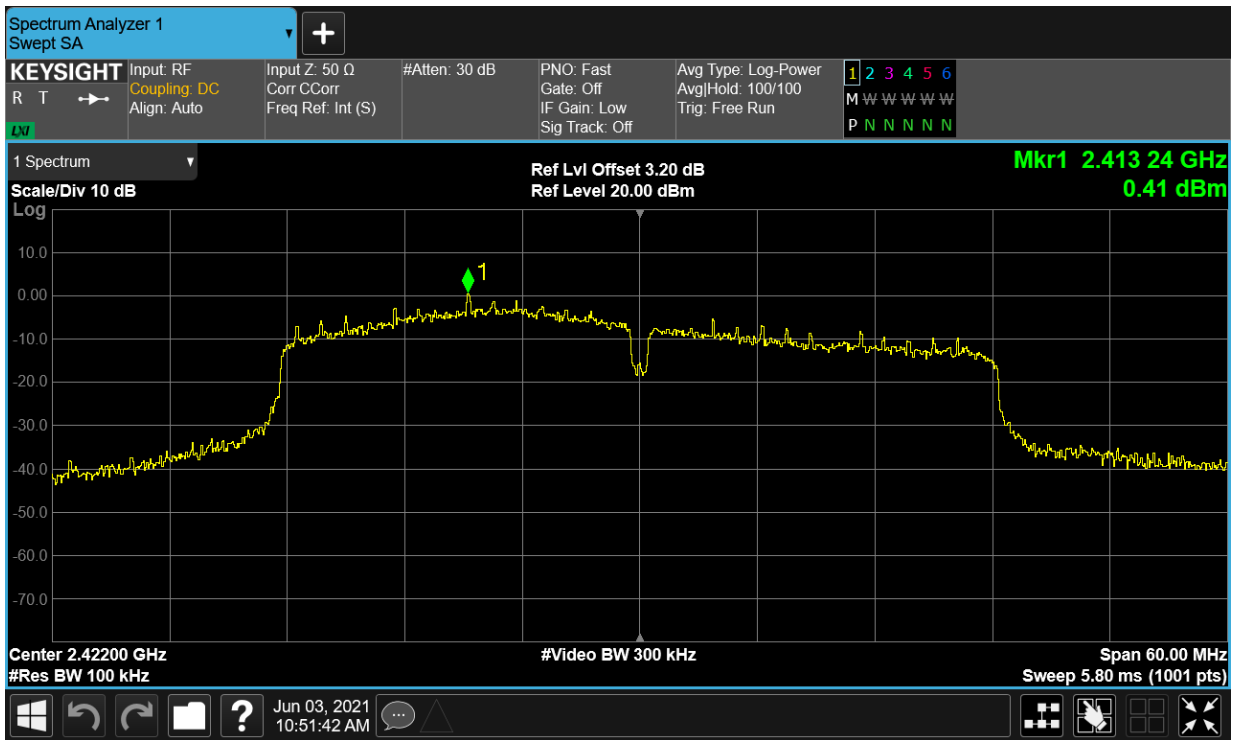 Spectrum Analyzer 1
Swept SA
+
KEYSIGHT
R T
LXI
Input: RF
Coupling: DC
Align: Auto
Input Z: 50 Ω
Corr CCorr
Freq Ref: Int (S)
#Atten: 30 dB
PNO: Fast
Gate: Off
IF Gain: Low
Sig Track: Off
Avg Type: Log-Power
Avg|Hold: 100/100
Trig: Free Run
1 2 3 4 5 6
M W W W W W
P N N N N N
1 Spectrum
Scale/Div 10 dB
Log
Ref Lvl Offset 3.20 dB
Ref Level 20.00 dBm
Mkr1 2.413 24 GHz
0.41 dBm
1
10.0
0.00
-10.0
-20.0
-30.0
-40.0
-50.0
-60.0
-70.0
Center 2.42200 GHz
#Res BW 100 kHz
#Video BW 300 kHz
Span 60.00 MHz
Sweep 5.80 ms (1001 pts)
?
Jun 03, 2021
10:51:42 AM